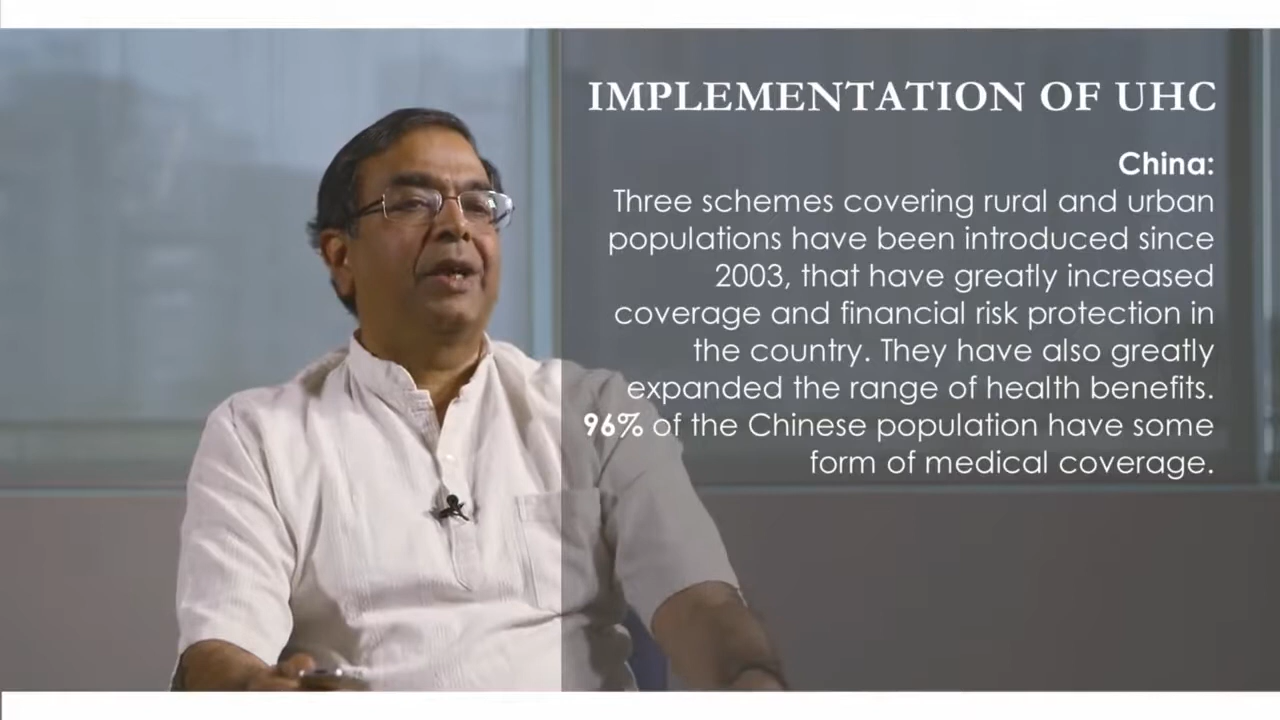 IMPLEMENTATION OF UHC
China:
Three schemes covering rural and urban
populations have been introduced since
2003, that have greatly increased
coverage and financial risk protection in
the country. They have also greatly
expanded the range of health benefits.
96% of the Chinese population have some
form of medical coverage.